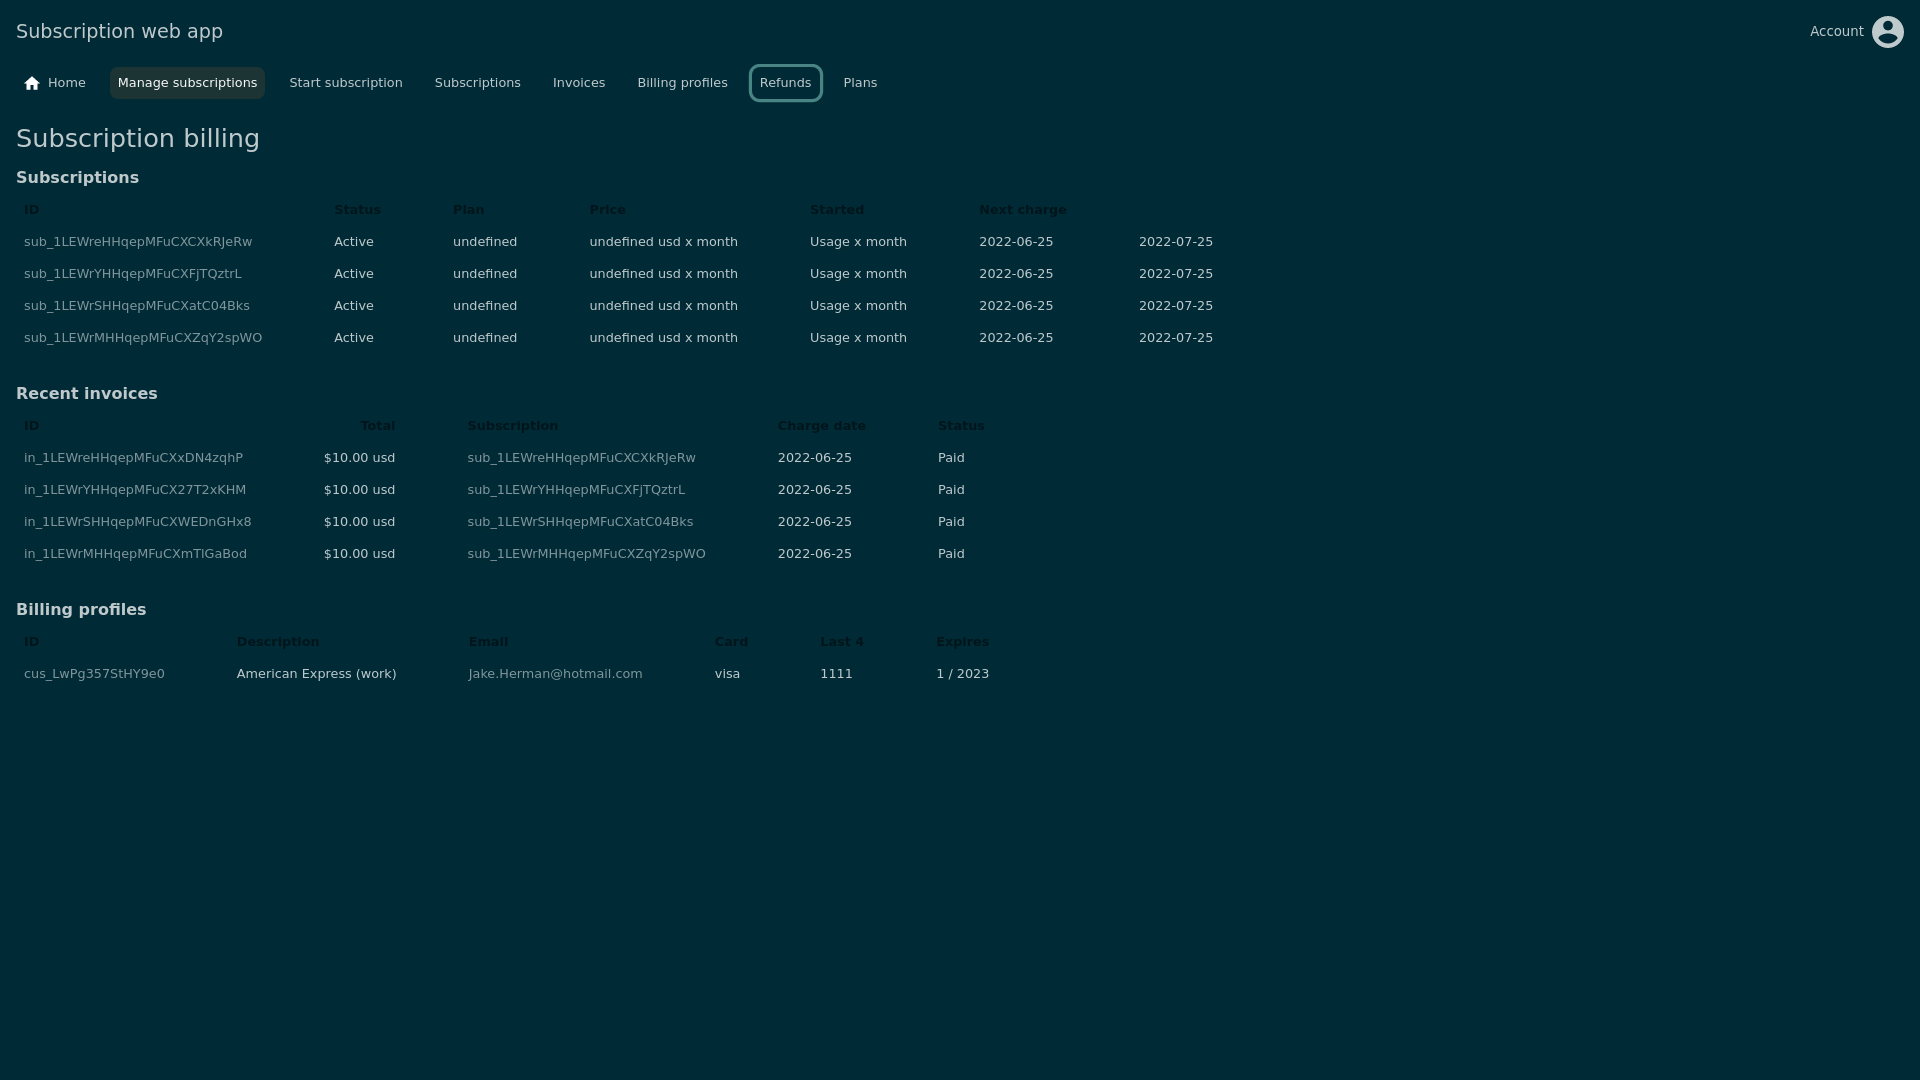 Subscription web app
Account
Home Manage subscriptions Start subscription Subscriptions Invoices Billing profiles Refunds Plans
Subscription billing
Subscriptions
ID Status Plan Price Started Next charge
sub_1LEWreHHqepMFuCXCXkRJeRw Active undefined undefined usd x month Usage x month 2022-06-25 2022-07-25
sub_1LEWrYHHqepMFuCXFjTQztrL Active undefined undefined usd x month Usage x month 2022-06-25 2022-07-25
sub_1LEWrSHHqepMFuCXatC04Bks Active undefined undefined usd x month Usage x month 2022-06-25 2022-07-25
sub_1LEWrMHHqepMFuCXZqY2spWO Active undefined undefined usd x month Usage x month 2022-06-25 2022-07-25
Recent invoices
ID Total Subscription Charge date Status
in_1LEWreHHqepMFuCXxDN4zqhP $10.00 usd sub_1LEWreHHqepMFuCXCXkRJeRw 2022-06-25 Paid
in_1LEWrYHHqepMFuCX27T2xKHM $10.00 usd sub_1LEWrYHHqepMFuCXFjTQztrL 2022-06-25 Paid
in_1LEWrSHHqepMFuCXWEDnGHx8 $10.00 usd sub_1LEWrSHHqepMFuCXatC04Bks 2022-06-25 Paid
in_1LEWrMHHqepMFuCXmTlGaBod $10.00 usd sub_1LEWrMHHqepMFuCXZqY2spWO 2022-06-25 Paid
Billing profiles
ID Description Email Card Last 4 Expires
cus_LwPg357StHY9e0 American Express (work) Jake.Herman@hotmail.com visa 1111 1 / 2023